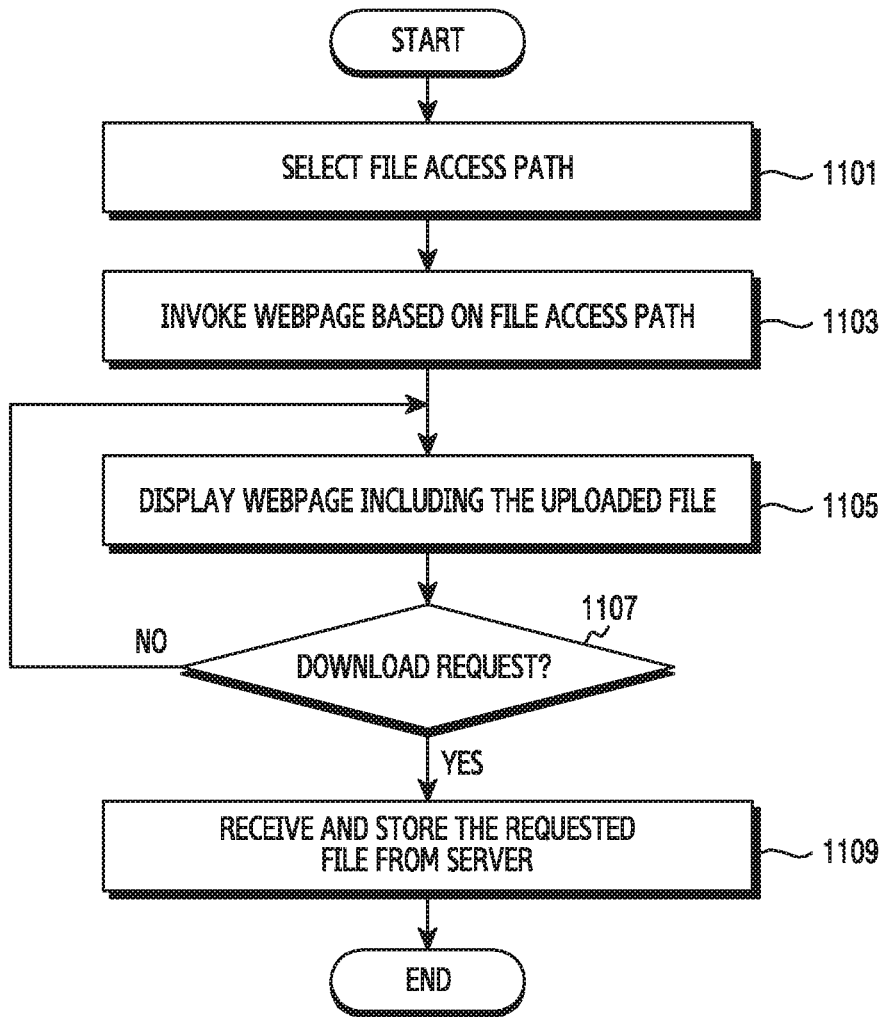 START
SELECT FILE ACCESS PATH
1101
INVOKE WEBPAGE BASED ON FILE ACCESS PATH
1103
DISPLAY WEBPAGE INCLUDING THE UPLOADED FILE
1105
1107
NO
DOWNLOAD REQUEST?
YES
RECEIVE AND STORE THE REQUESTED
FILE FROM SERVER
1109
END